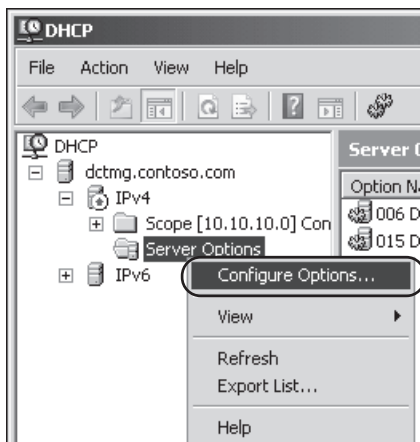 DHCP
File Action View Help
DHCP
Server
dctmg.contoso.com
Option
IPv4
Scope [10.10.10.0] Con
006 D
Server Options
015 D
IPv6
Configure Options...
View
Refresh
Export List...
Help